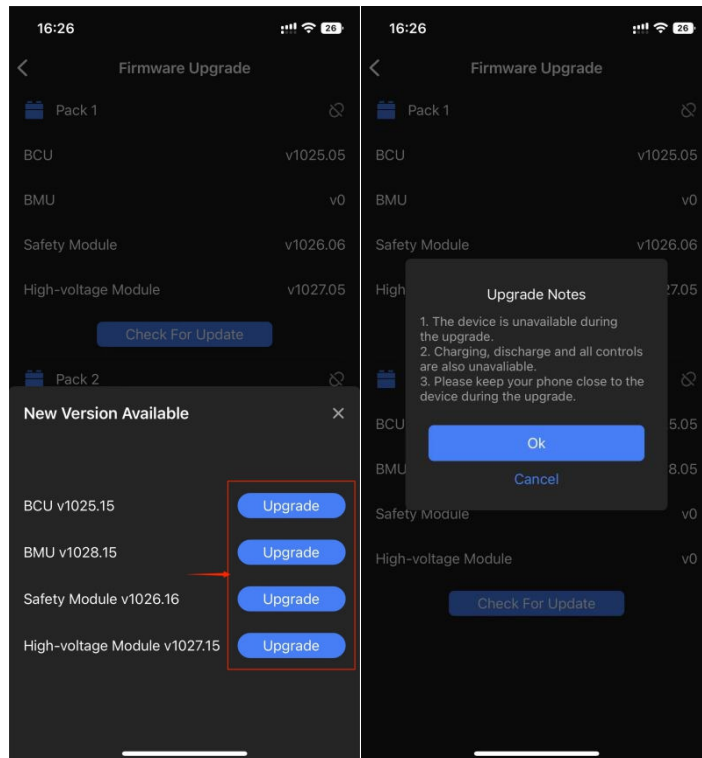 16:26
26
Firmware Upgrade
Pack 1
BCU v1025.05
BMU v0
Safety Module v1026.06
High-voltage Module v1027.05
Check For Update
Pack 2
New Version Available
BCU v1025.15 Upgrade
BMU v1028.15 Upgrade
Safety Module v1026.16 Upgrade
High-voltage Module v1027.15 Upgrade
16:26
26
Firmware Upgrade
Pack 1
BCU v1025.05
BMU v0
Safety Module v1026.06
High 27.05
Upgrade Notes
1. The device is unavailable during
the upgrade.
2. Charging, discharge and all controls
are also unavaliable.
3. Please keep your phone close to the
device during the upgrade.
Ok
Cancel
BCU 5.05
BMU 8.05
Safety Module v0
High-voltage Module v0
Check For Update